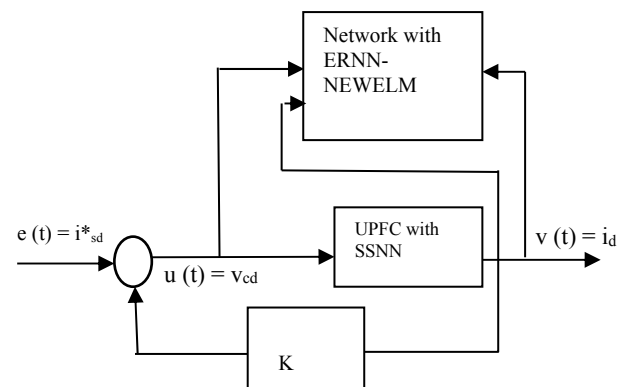 Network with
ERNN-
NEWELM
e (t) = i*sd
UPFC with
SSNN
v (t) = id
u (t) = vcd
K